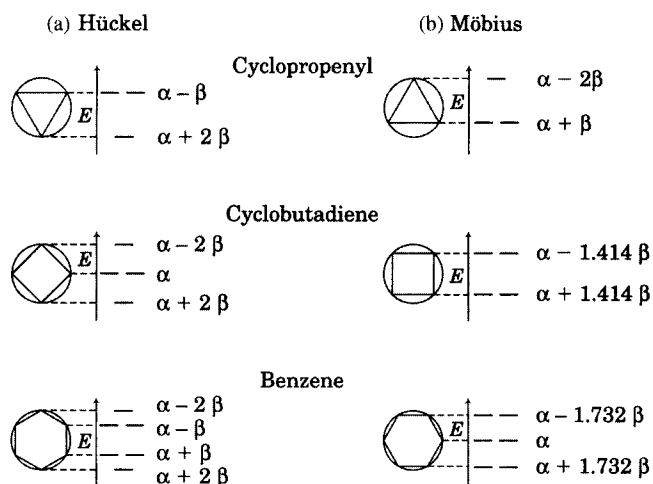 (a) Hückel
(b) Möbius
Cyclopropenyl
E
α – β
α + 2 β
E
α – 2β
α + β
Cyclobutadiene
E
α – 2 β
α
α + 2 β
E
α – 1.414 β
α + 1.414 β
Benzene
E
α – 2 β
α – β
α + β
α + 2 β
E
α – 1.732 β
α
α + 1.732 β